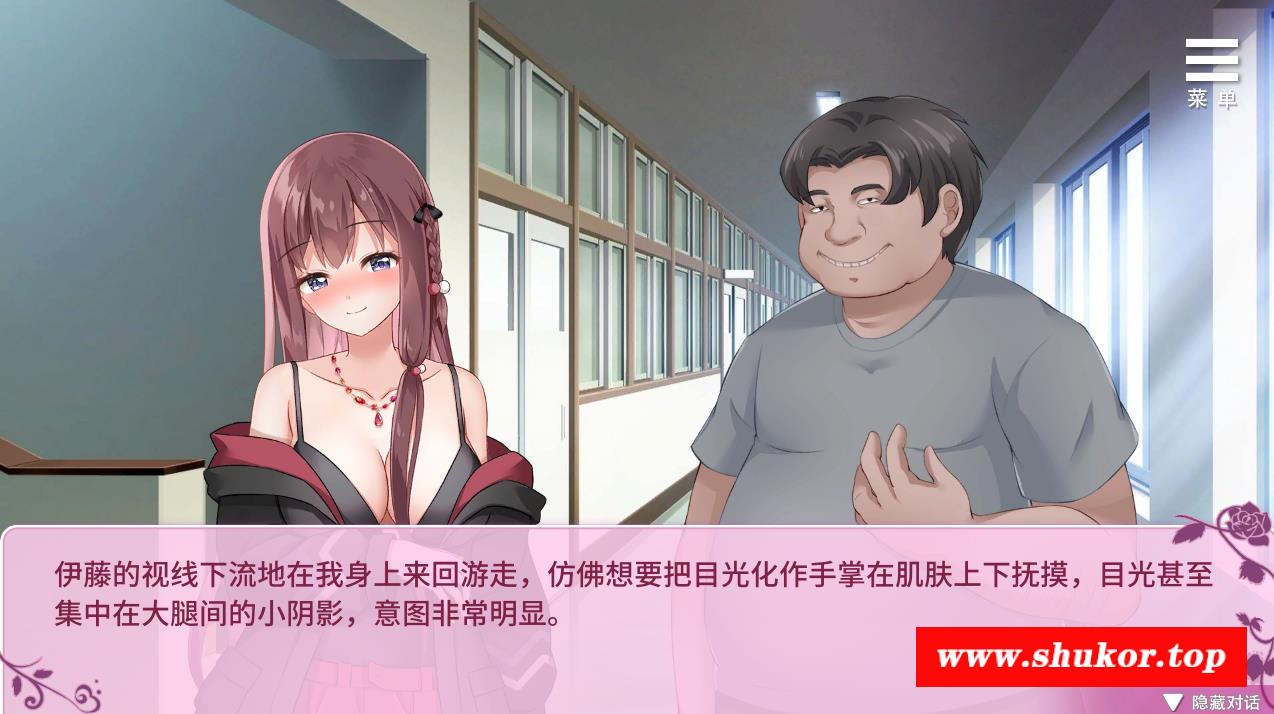 菜单
伊藤的视线下流地在我身上来回游走，仿佛想要把目光化作手掌在肌肤上下抚摸，目光甚至
集中在大腿间的小阴影，意图非常明显。
www.shukor.top
隐藏对话